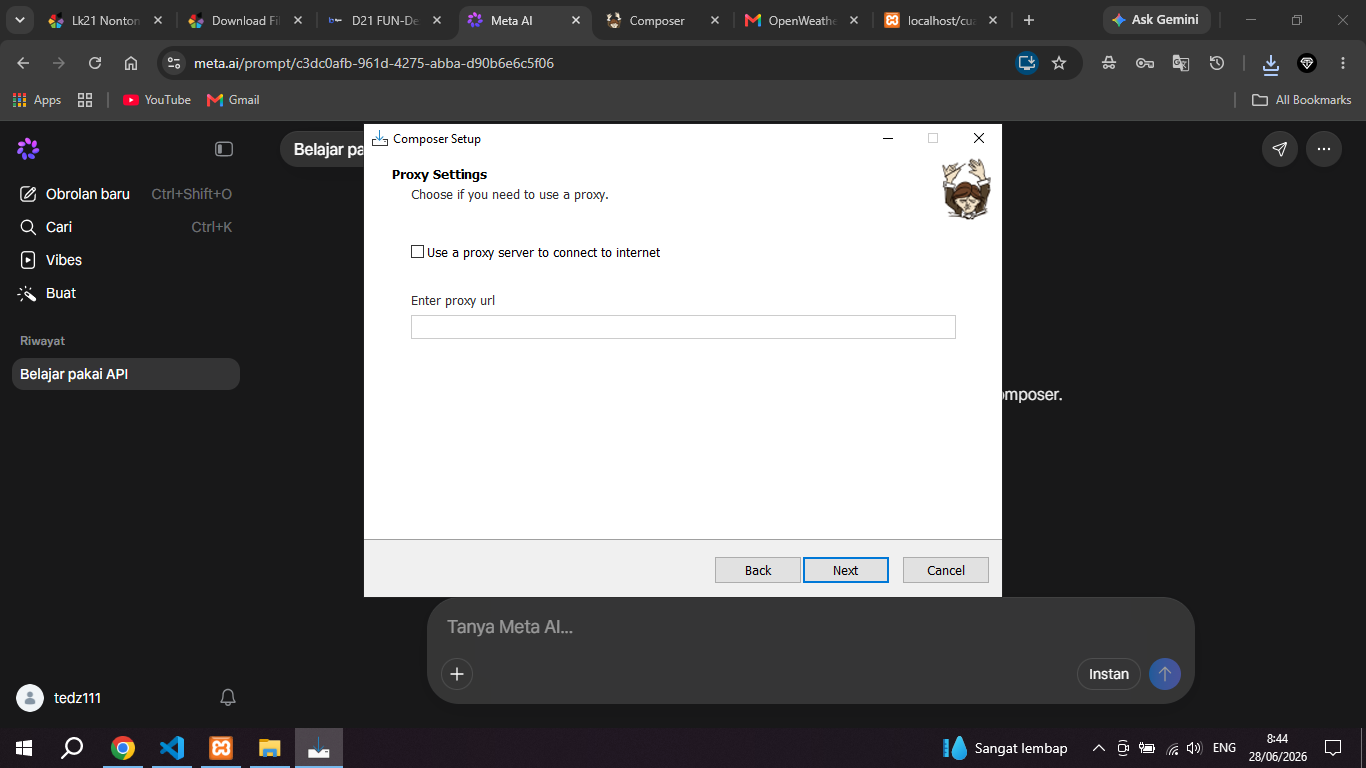 Lk21 Nonton
Download Fil
D21 FUN-De
Meta AI
Composer
OpenWeathe
localhost/cua
Ask Gemini
meta.ai/prompt/c3dc0afb-961d-4275-abba-d90b6e6c5f06
Apps
YouTube
Gmail
All Bookmarks
Composer Setup
Belajar pa
Proxy Settings
Choose if you need to use a proxy.
Obrolan baru Ctrl+Shift+O
Cari Ctrl+K
Vibes
Buat
Use a proxy server to connect to internet
Enter proxy url
Riwayat
Belajar pakai API
omposer.
Back
Next
Cancel
Tanya Meta AI...
Instan
tedz111
Sangat lembap
ENG
8:44
28/06/2026